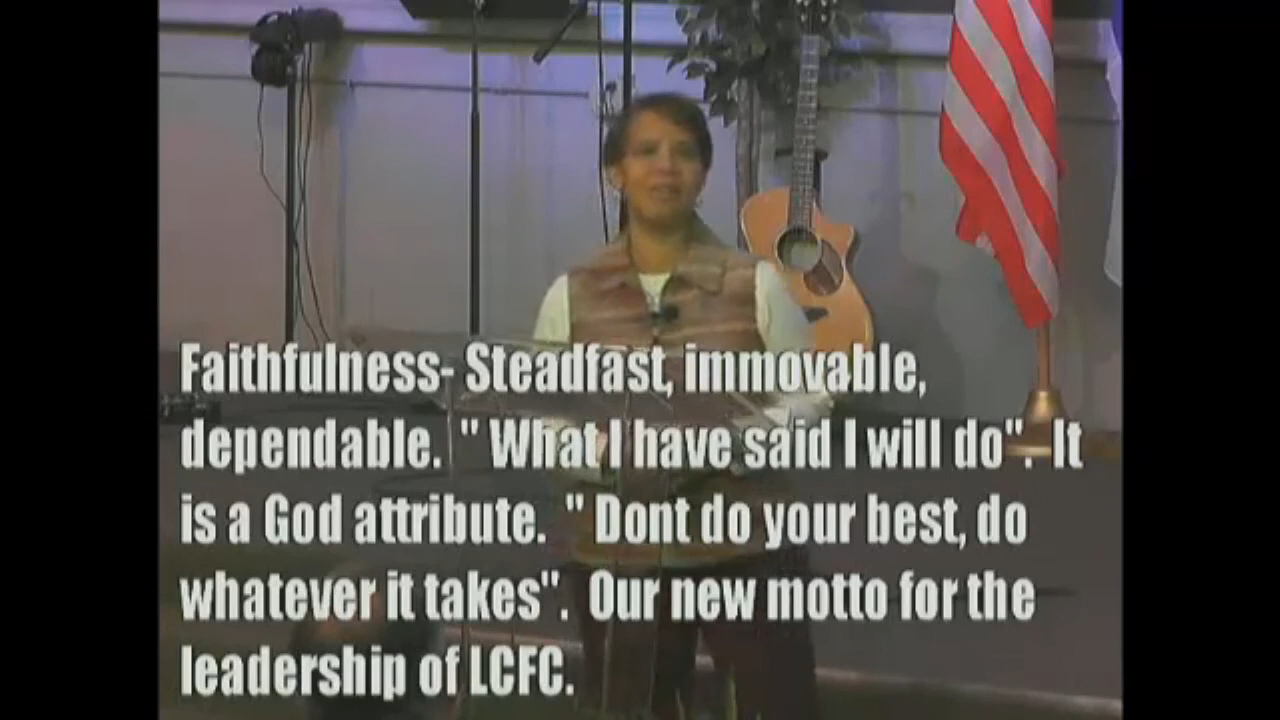 Faithfulness- Steadfast, immovable,
dependable. " What I have said I will do". It
is a God attribute. " Dont do your best, do
whatever it takes". Our new motto for the
leadership of LCFC.